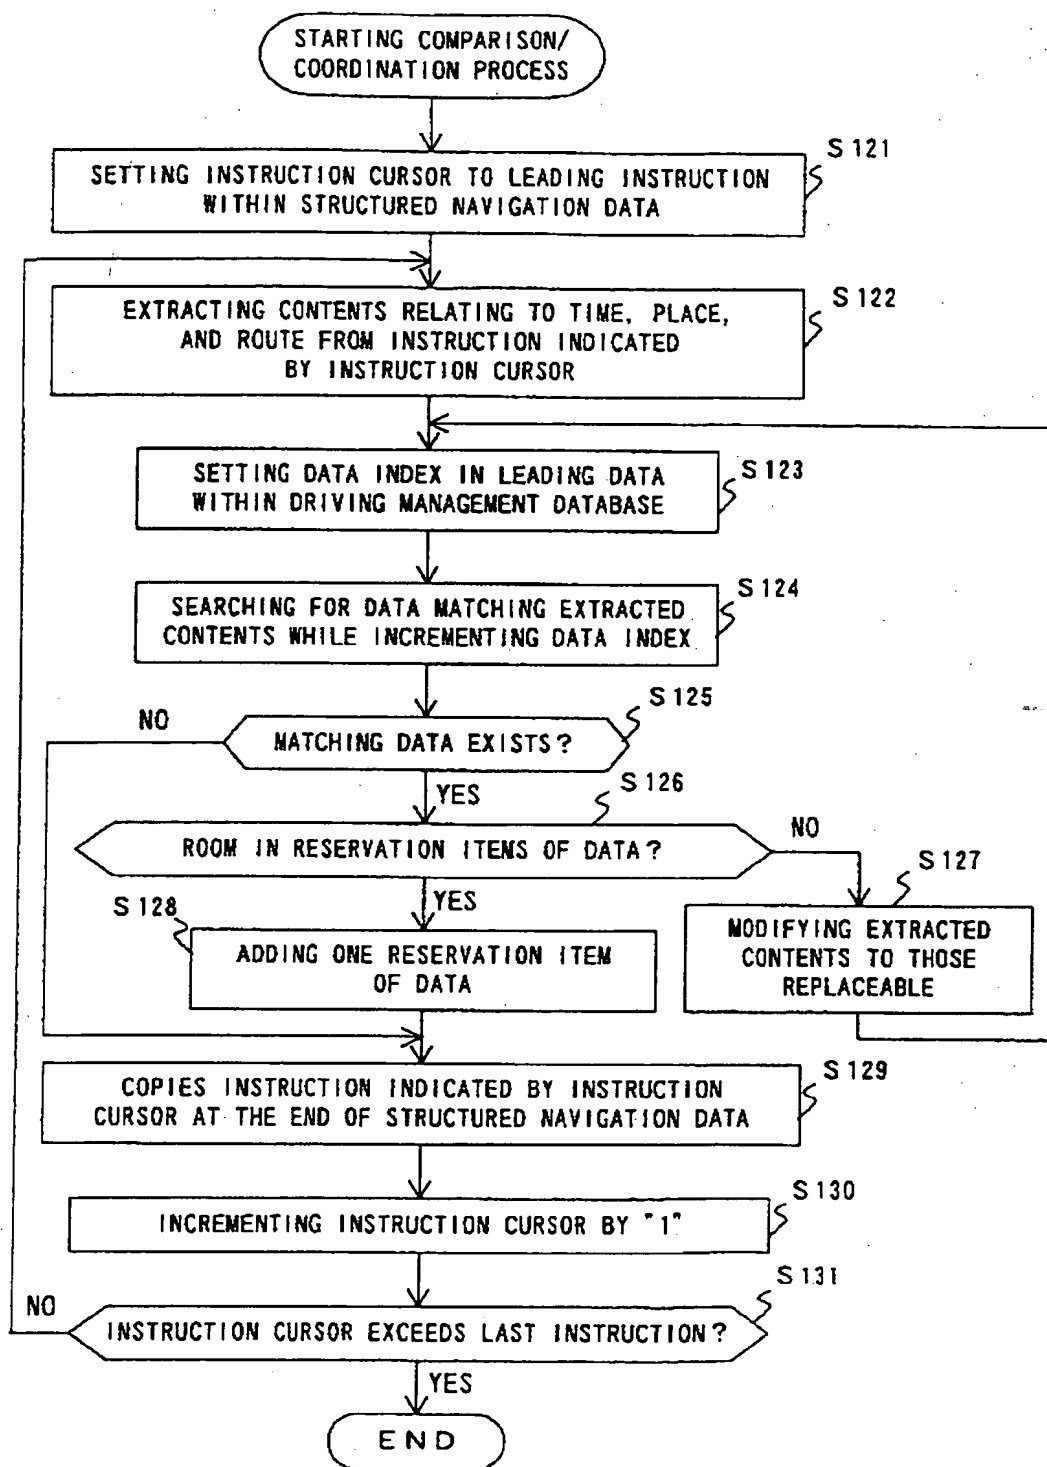 STARTING COMPARISON/
COORDINATION PROCESS
S121
SETTING INSTRUCTION CURSOR TO LEADING INSTRUCTION
WITHIN STRUCTURED NAVIGATION DATA
S122
EXTRACTING CONTENTS RELATING TO TIME, PLACE,
AND ROUTE FROM INSTRUCTION INDICATED
BY INSTRUCTION CURSOR
S123
SETTING DATA INDEX IN LEADING DATA
WITHIN DRIVING MANAGEMENT DATABASE
S124
SEARCHING FOR DATA MATCHING EXTRACTED
CONTENTS WHILE INCREMENTING DATA INDEX
S125
NO
MATCHING DATA EXISTS?
YES
S126
ROOM IN RESERVATION ITEMS OF DATA?
NO
YES
S127
MODIFYING EXTRACTED
CONTENTS TO THOSE
REPLACEABLE
S128
ADDING ONE RESERVATION ITEM
OF DATA
S129
COPIES INSTRUCTION INDICATED BY INSTRUCTION
CURSOR AT THE END OF STRUCTURED NAVIGATION DATA
S130
INCREMENTING INSTRUCTION CURSOR BY "1"
S131
NO
INSTRUCTION CURSOR EXCEEDS LAST INSTRUCTION?
YES
END